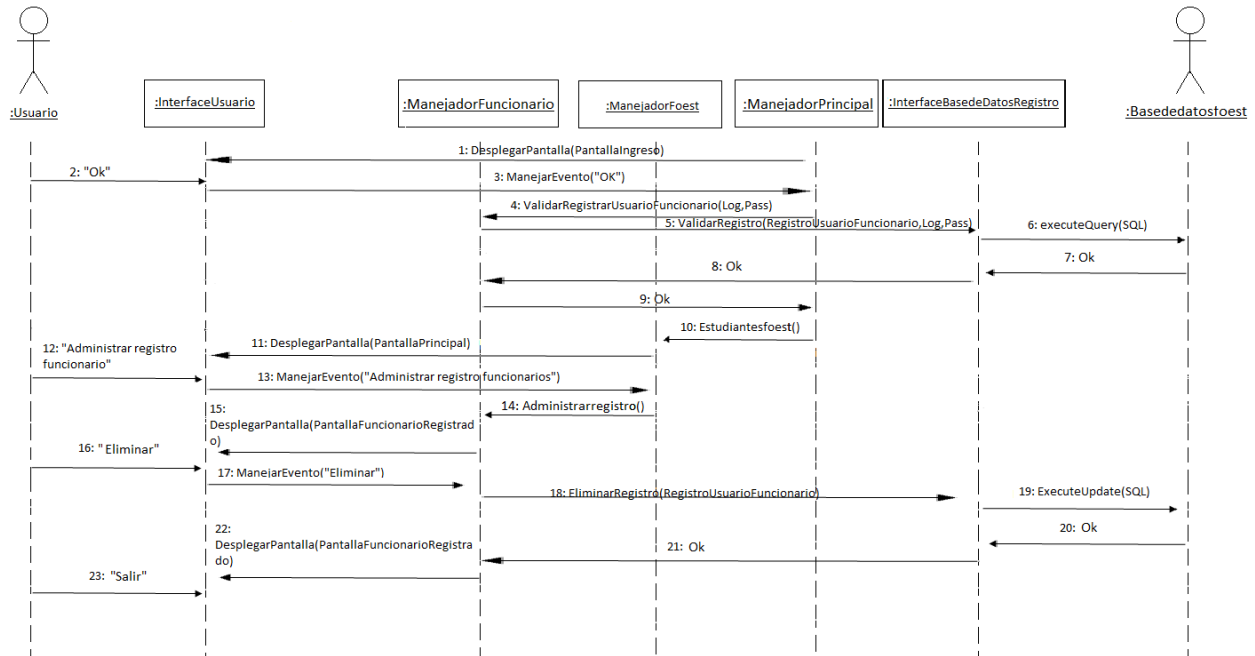 :Usuario
:InterfaceUsuario
:ManejadorFuncionario
:ManejadorFoest
:ManejadorPrincipal
:InterfaceBasedeDatosRegistro
:Basededatosfoest
1: DesplegarPantalla(PantallaIngreso)
2: "Ok"
3: ManejarEvento("OK")
4: ValidarRegistrarUsuarioFuncionario(Log,Pass)
5: ValidarRegistro(RegistroUsuarioFuncionario,Log,Pass)
6: executeQuery(SQL)
7: Ok
8: Ok
9: Ok
10: Estudiantesfoest()
11: DesplegarPantalla(PantallaPrincipal)
12: "Administrar registro
funcionario"
13: ManejarEvento("Administrar registro funcionarios")
14: Administrarregistro()
15:
DesplegarPantalla(PantallaFuncionarioRegistrad
o)
16: "Eliminar"
17: ManejarEvento("Eliminar")
18: EliminarRegistro(RegistroUsuarioFuncionario)
19: ExecuteUpdate(SQL)
20: Ok
21: Ok
22:
DesplegarPantalla(PantallaFuncionarioRegistra
do)
23: "Salir"